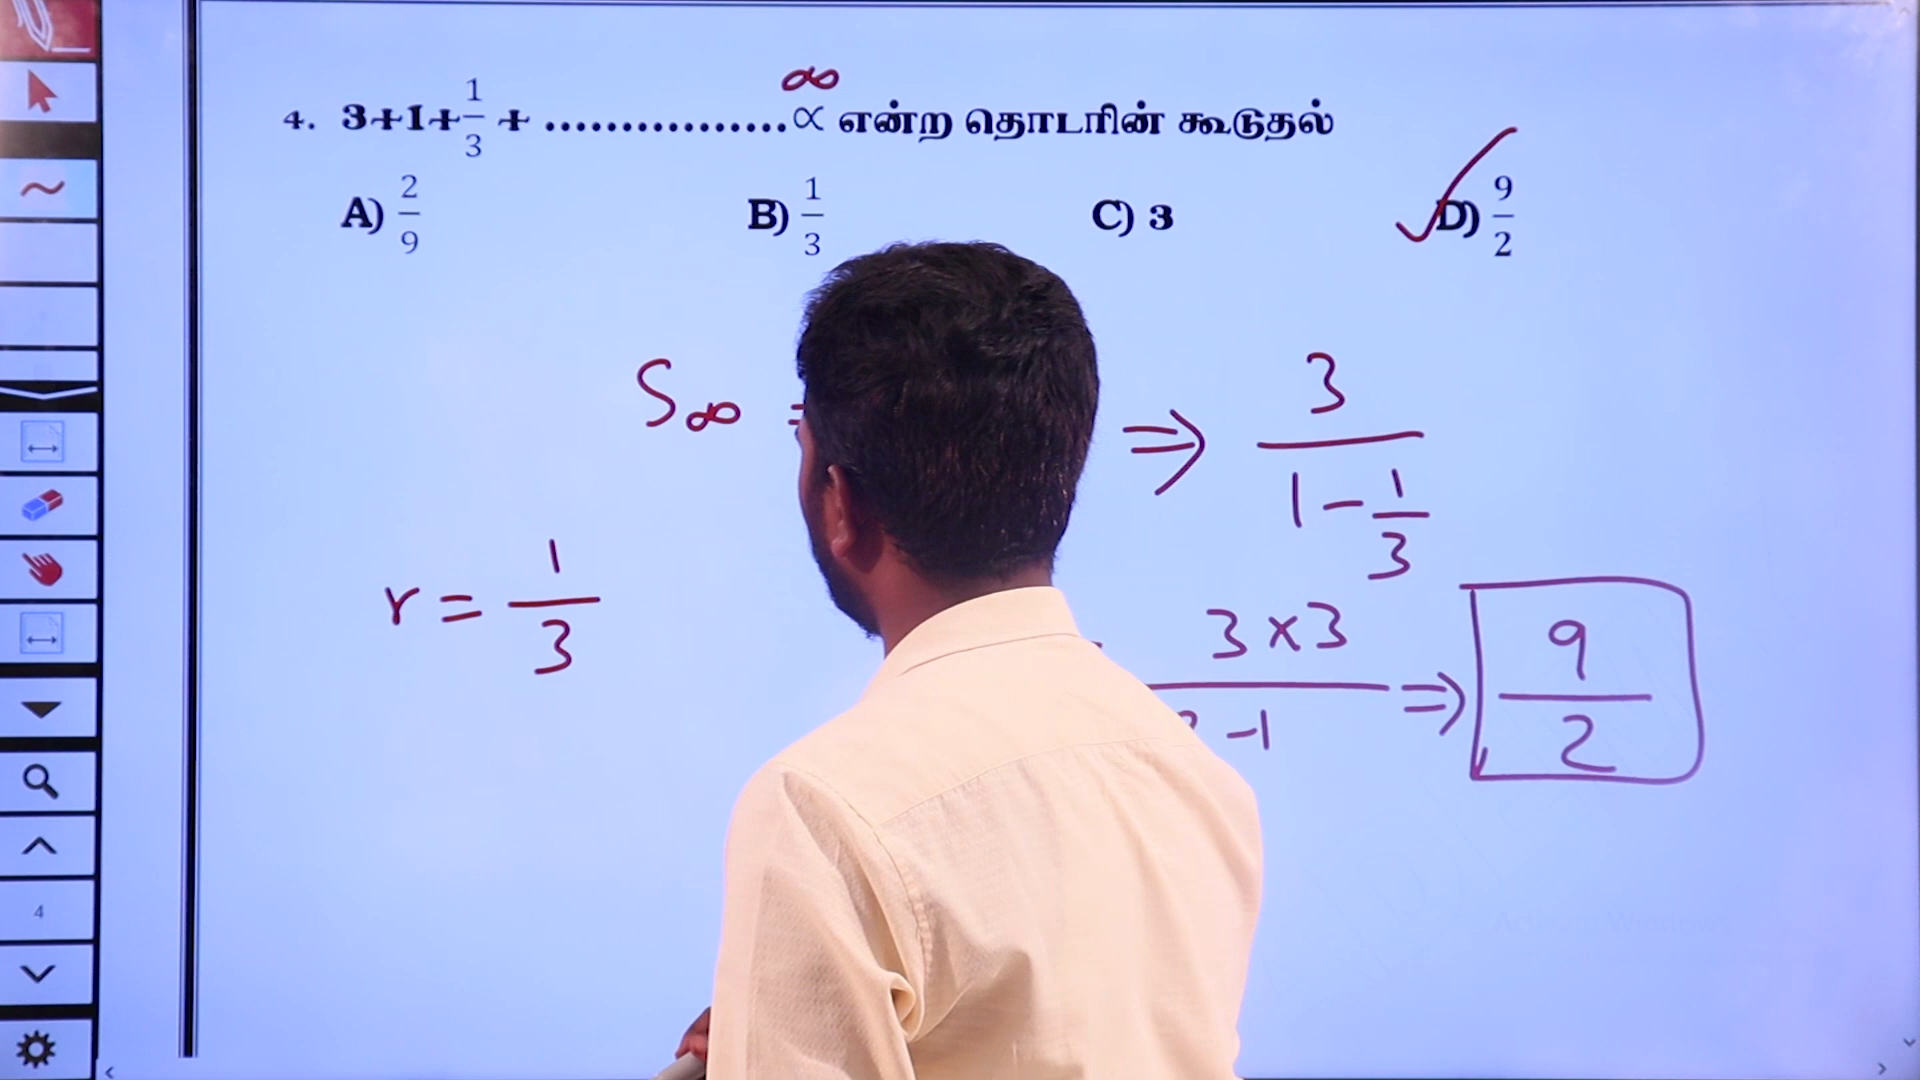 ∞
4. 3+1+1/3 + ................∝ என்ற தொடரின் கூடுதல்
A) 2/9 B) 1/3 C) 3 D) 9/2
S∞ = ⇒ 3/(1-1/3)
r = 1/3
3×3/ -1 ⇒ 9/2
4